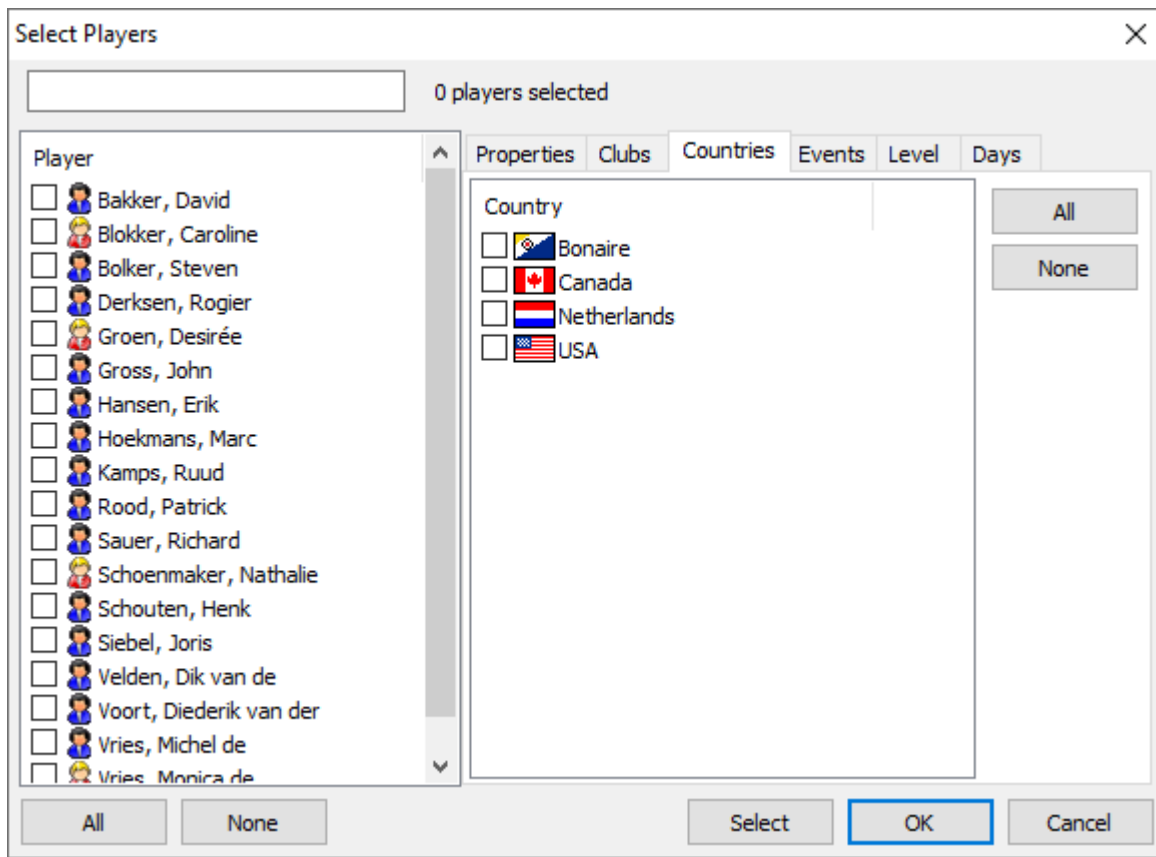 Select Players
0 players selected
Player
Bakker, David
Blokker, Caroline
Bolker, Steven
Derksen, Rogier
Groen, Desirée
Gross, John
Hansen, Erik
Hoekmans, Marc
Kamps, Ruud
Rood, Patrick
Sauer, Richard
Schoenmaker, Nathalie
Schouten, Henk
Siebel, Joris
Velden, Dik van de
Voort, Diederik van der
Vries, Michel de
Vries, Monica de
Properties Clubs Countries Events Level Days
Country
Bonaire
Canada
Netherlands
USA
All
None
All None Select OK Cancel